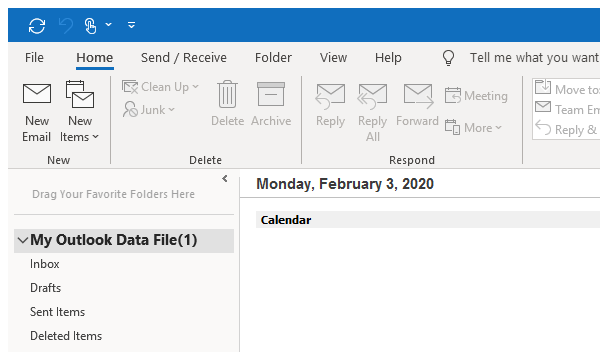 File Home Send / Receive Folder View Help Tell me what you want
New Email
New Items
Clean Up
Junk
Delete
Archive
Reply
Reply All
Forward
Meeting
More
Move to:
Team Em
Reply &
New Delete Respond
Drag Your Favorite Folders Here
My Outlook Data File(1)
Inbox
Drafts
Sent Items
Deleted Items
Monday, February 3, 2020
Calendar